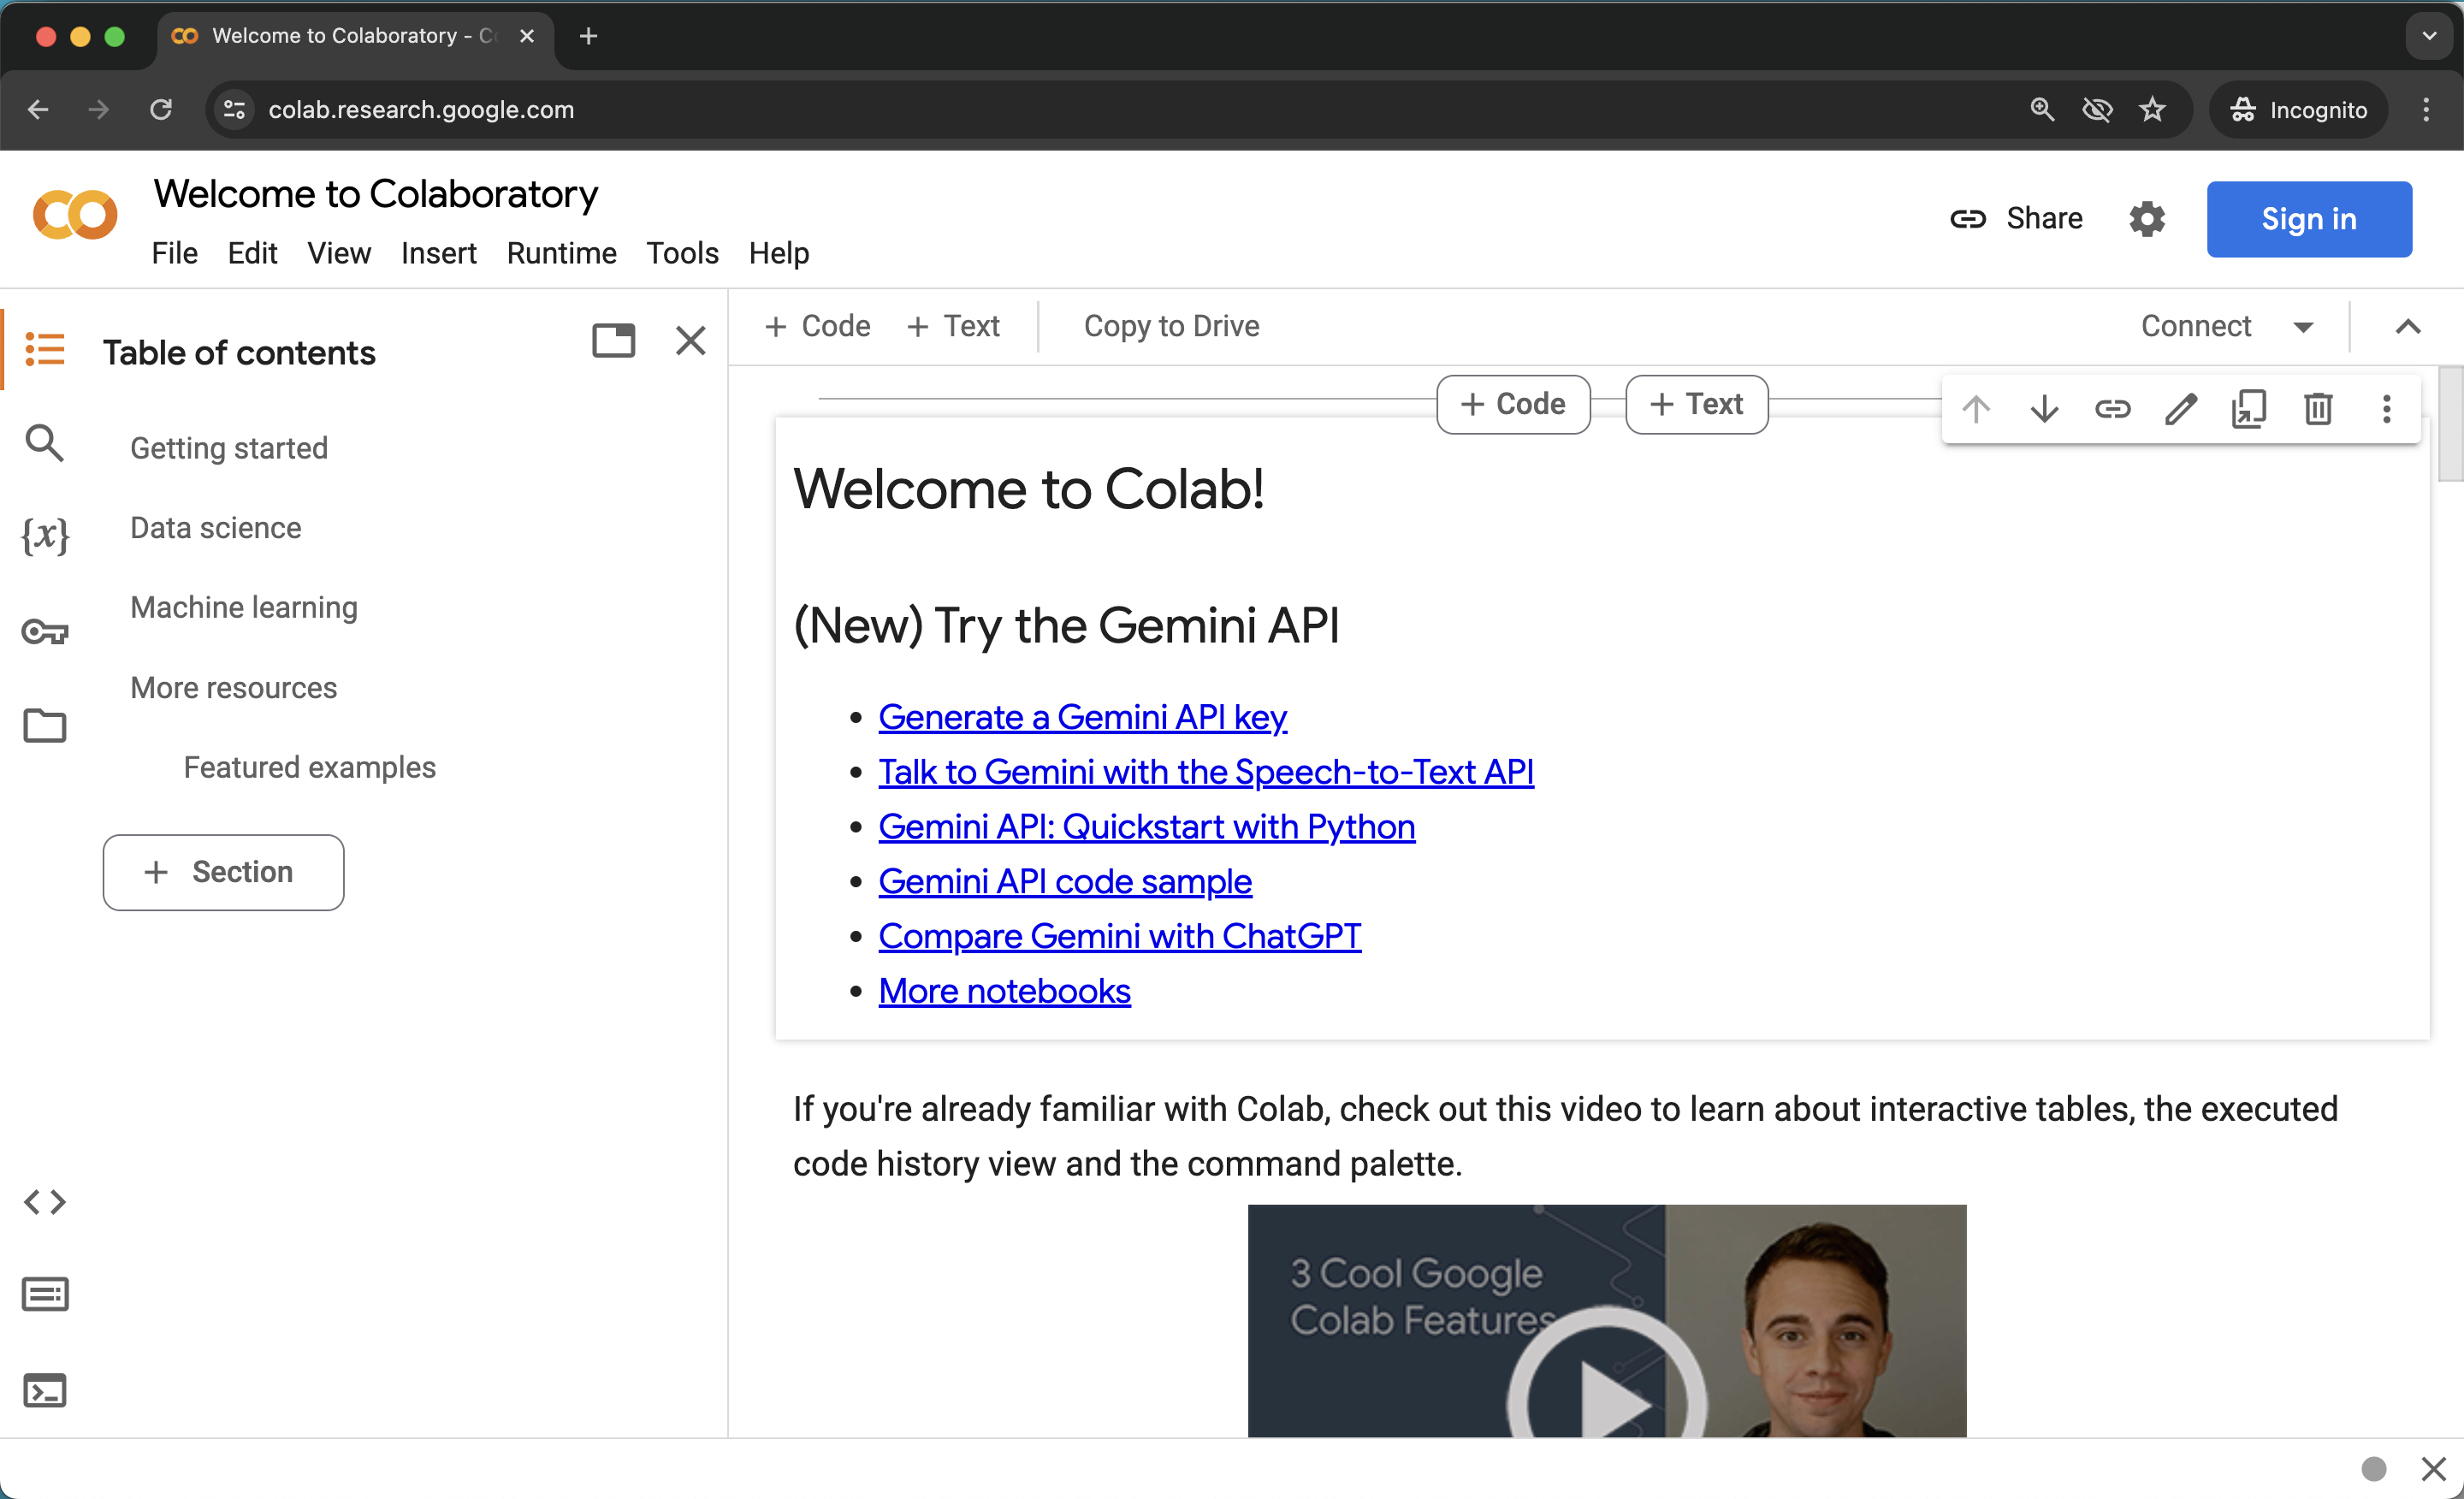 Welcome to Colaboratory - C
colab.research.google.com
Incognito
Welcome to Colaboratory
File Edit View Insert Runtime Tools Help
Share
Sign in
Table of contents
Getting started
Data science
{x}
Machine learning
More resources
Featured examples
+ Section
+ Code + Text Copy to Drive
Connect
+ Code + Text
Welcome to Colab!
(New) Try the Gemini API
• Generate a Gemini API key
• Talk to Gemini with the Speech-to-Text API
• Gemini API: Quickstart with Python
• Gemini API code sample
• Compare Gemini with ChatGPT
• More notebooks
If you're already familiar with Colab, check out this video to learn about interactive tables, the executed
code history view and the command palette.
3 Cool Google
Colab Features